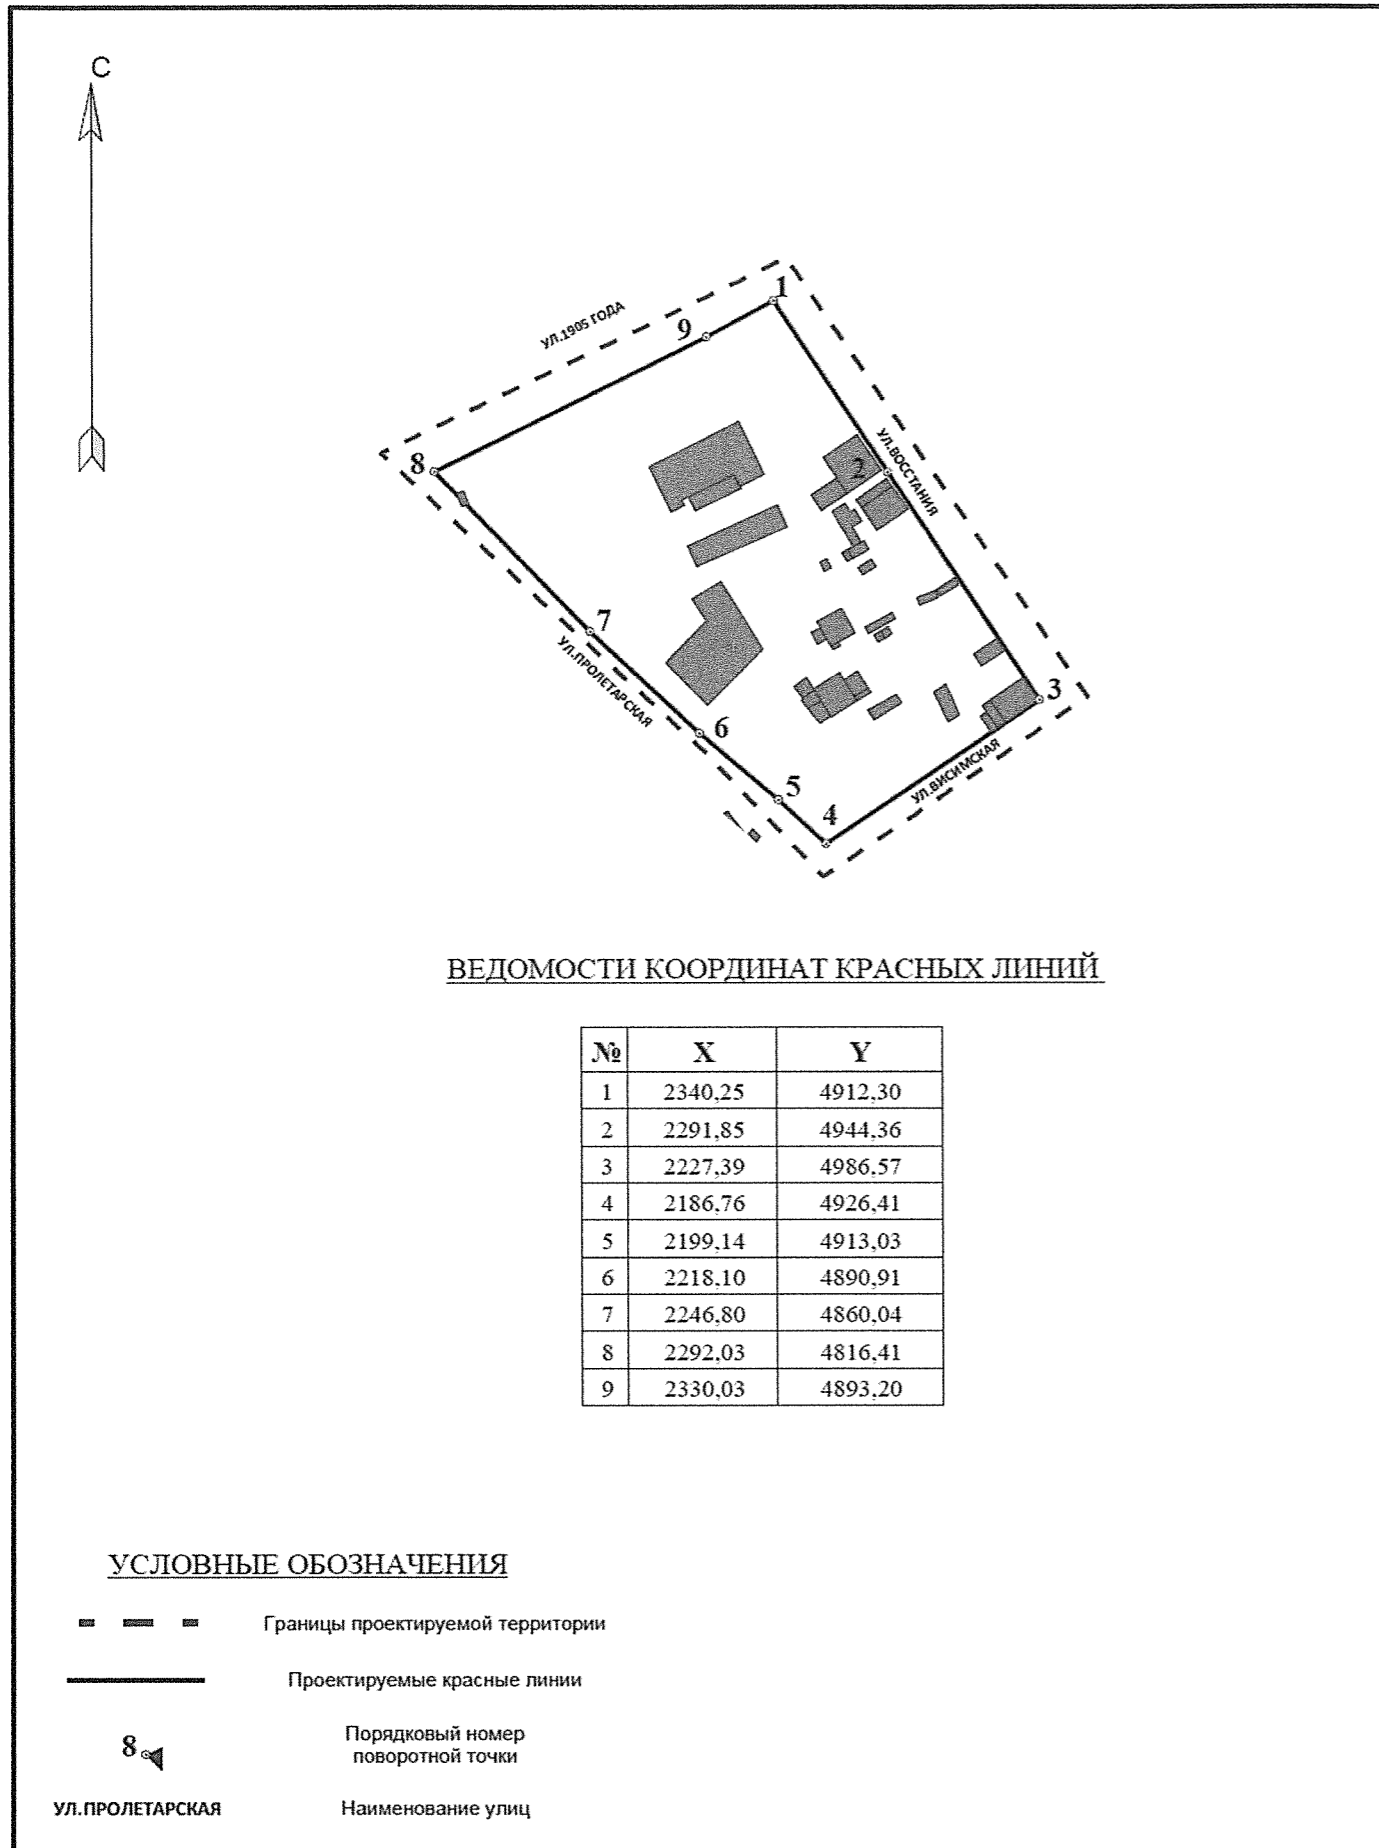 С
1
УЛ.1905 ГОДА
9
УЛ.ВОССТАНИЯ
8
2
7
УЛ.ПРОЛЕТАРСКАЯ
3
6
УЛ.ВИСИМСКАЯ
5
4
ВЕДОМОСТИ КООРДИНАТ КРАСНЫХ ЛИНИЙ
№ X Y
1 2340,25 4912,30
2 2291,85 4944,36
3 2227,39 4986,57
4 2186,76 4926,41
5 2199,14 4913,03
6 2218,10 4890,91
7 2246,80 4860,04
8 2292,03 4816,41
9 2330,03 4893,20
УСЛОВНЫЕ ОБОЗНАЧЕНИЯ
Границы проектируемой территории
Проектируемые красные линии
8 Порядковый номер
поворотной точки
УЛ.ПРОЛЕТАРСКАЯ Наименование улиц